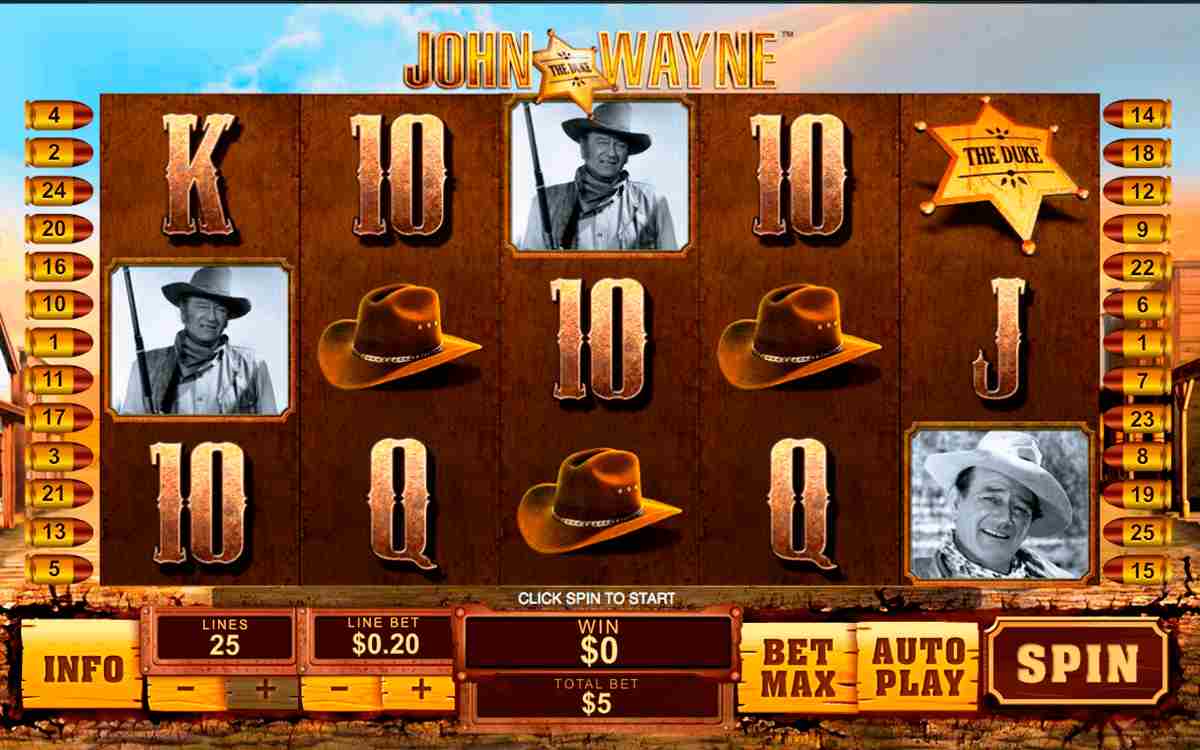 JOHN THE DUKE WAYNE™
4
2
24
20
16
10
1
11
17
3
21
13
5
K 10 10 THE DUKE
10 J
10 Q Q
14
18
12
9
22
6
1
7
23
8
19
25
15
CLICK SPIN TO START
INFO
LINES
25
- +
LINE BET
$0.20
- +
WIN
$0
TOTAL BET
$5
BET
MAX
AUTO
PLAY
SPIN